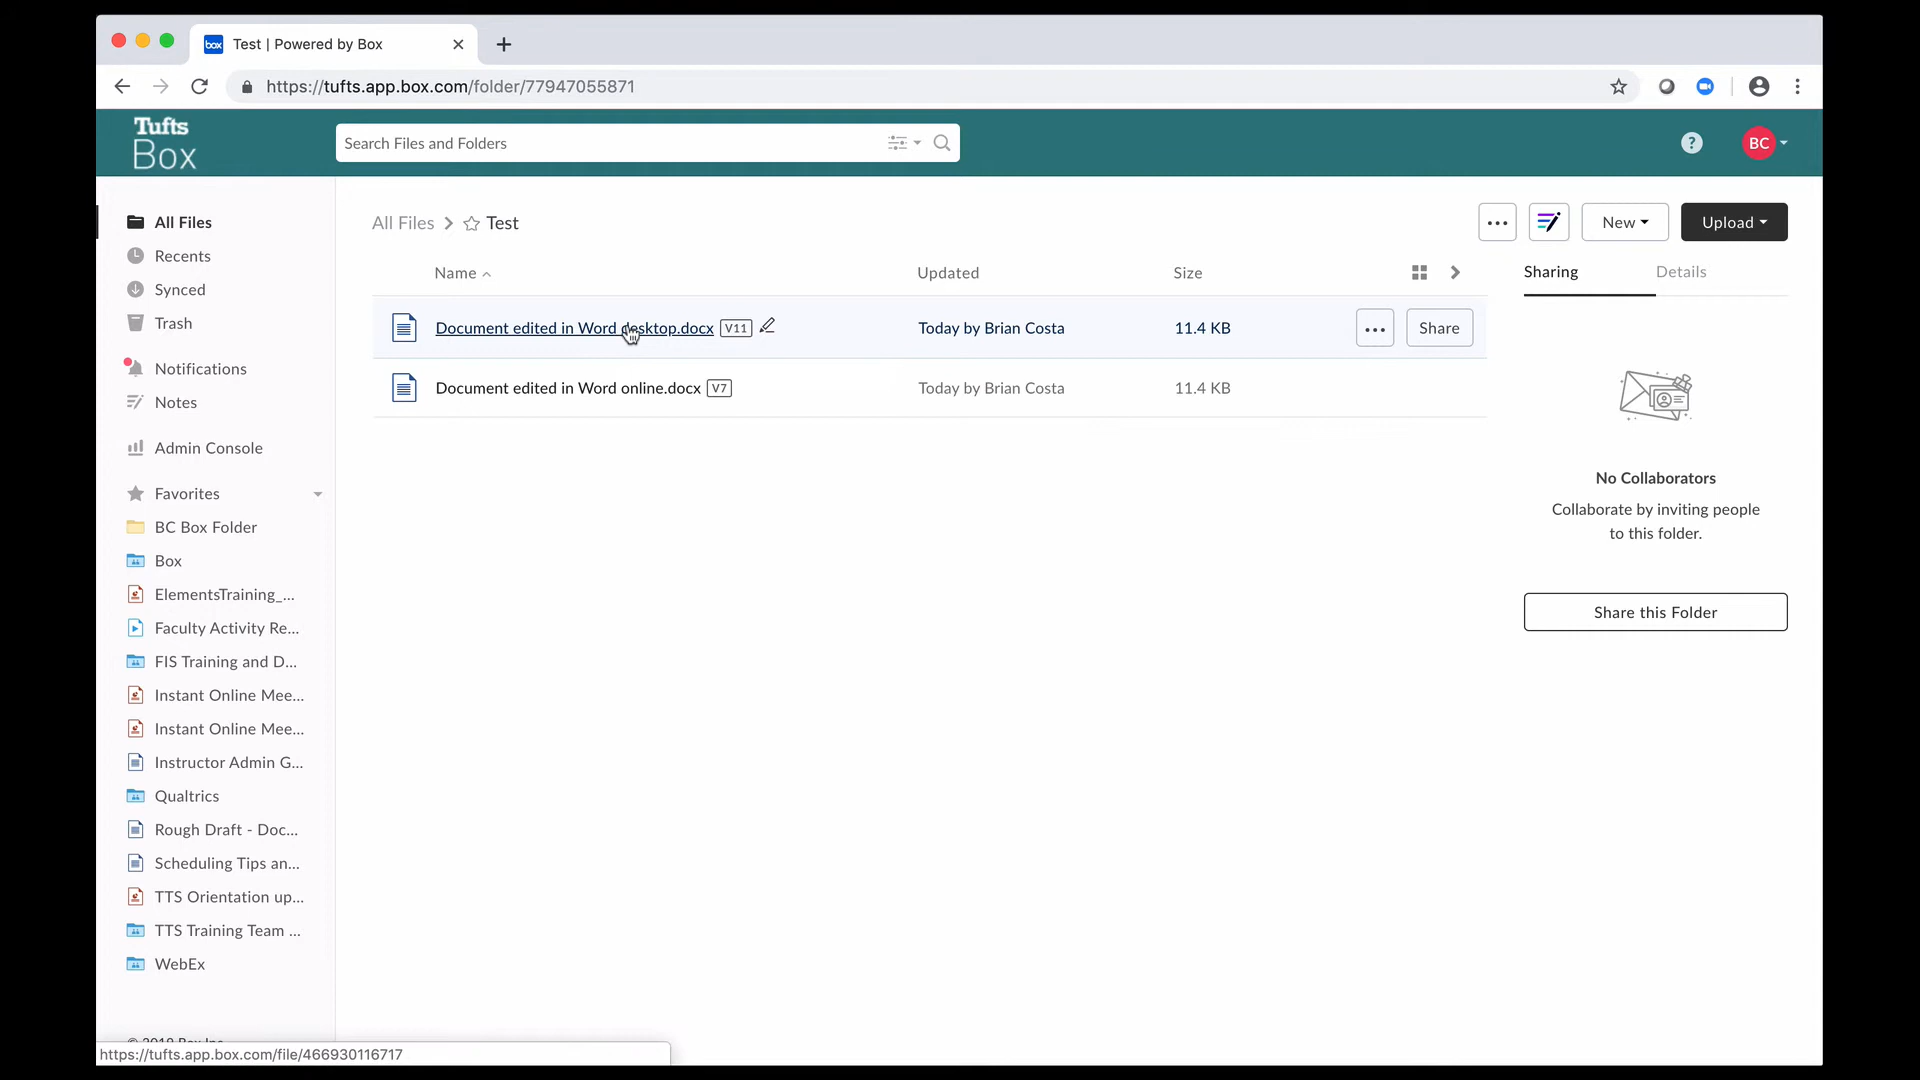 box Test | Powered by Box
https://tufts.app.box.com/folder/77947055871
Tufts
Box
Search Files and Folders
?
BC
All Files
Recents
Synced
Trash
Notifications
Notes
Admin Console
Favorites
BC Box Folder
Box
ElementsTraining_...
Faculty Activity Re...
FIS Training and D...
Instant Online Mee...
Instant Online Mee...
Instructor Admin G...
Qualtrics
Rough Draft - Doc...
Scheduling Tips an...
TTS Orientation up...
TTS Training Team ...
WebEx
All Files > Test
New
Upload
Name Updated Size
Document edited in Word desktop.docx V11 Today by Brian Costa 11.4 KB Share
Document edited in Word online.docx V7 Today by Brian Costa 11.4 KB
Sharing Details
No Collaborators
Collaborate by inviting people
to this folder.
Share this Folder
https://tufts.app.box.com/file/466930116717